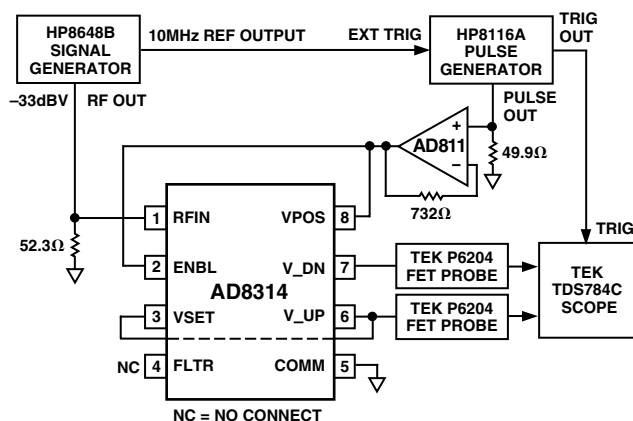 HP8648B
SIGNAL
GENERATOR
10MHz REF OUTPUT
EXT TRIG
HP8116A
PULSE
GENERATOR
TRIG
OUT
–33dBV
RF OUT
PULSE
OUT
+
AD811
–
49.9Ω
732Ω
52.3Ω
1 RFIN
VPOS 8
2 ENBL
V_DN 7
AD8314
3 VSET
V_UP 6
NC 4 FLTR
COMM 5
TEK P6204
FET PROBE
TEK P6204
FET PROBE
TRIG
TEK
TDS784C
SCOPE
NC = NO CONNECT